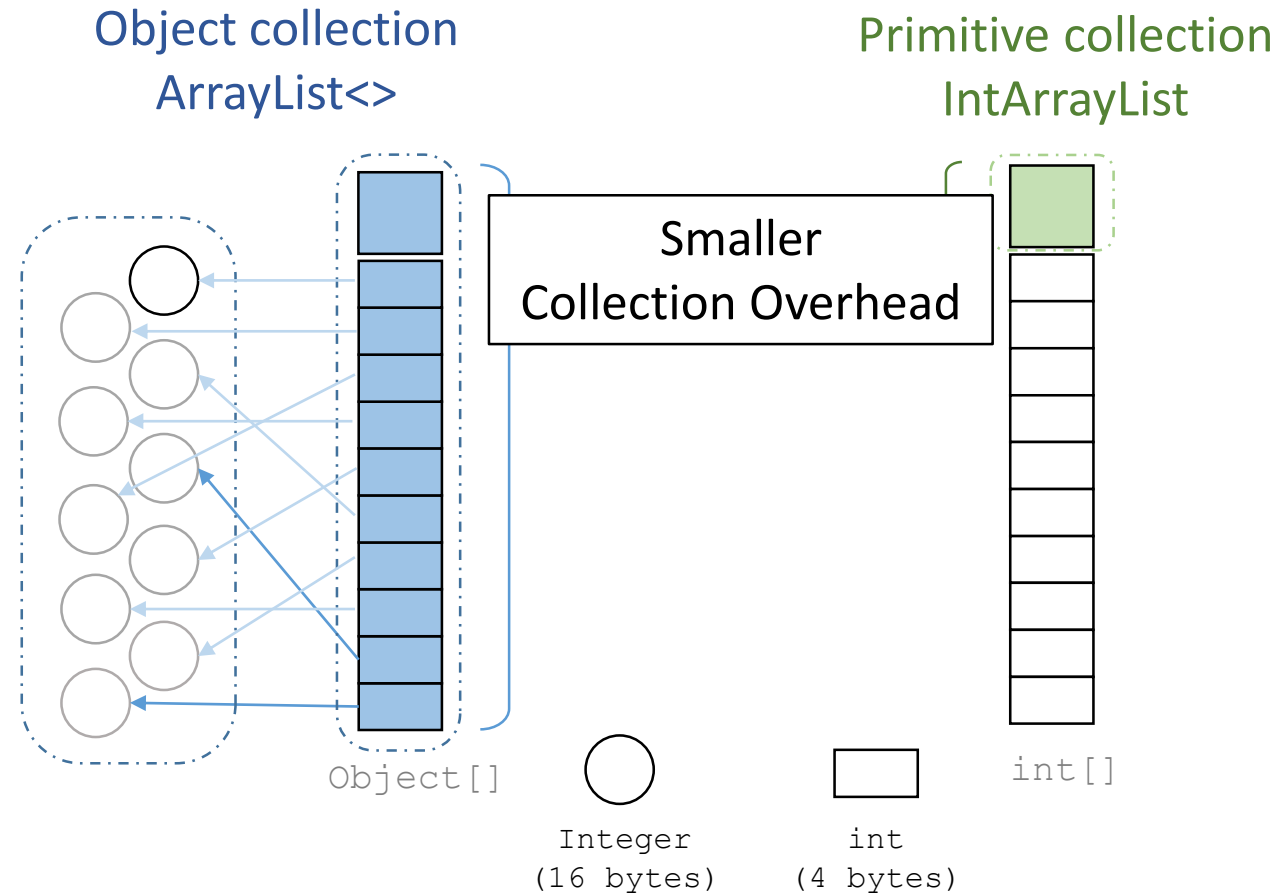 Object collection
ArrayList<>
Primitive collection
IntArrayList
Smaller
Collection Overhead
Object[]
int[]
Integer
(16 bytes)
int
(4 bytes)